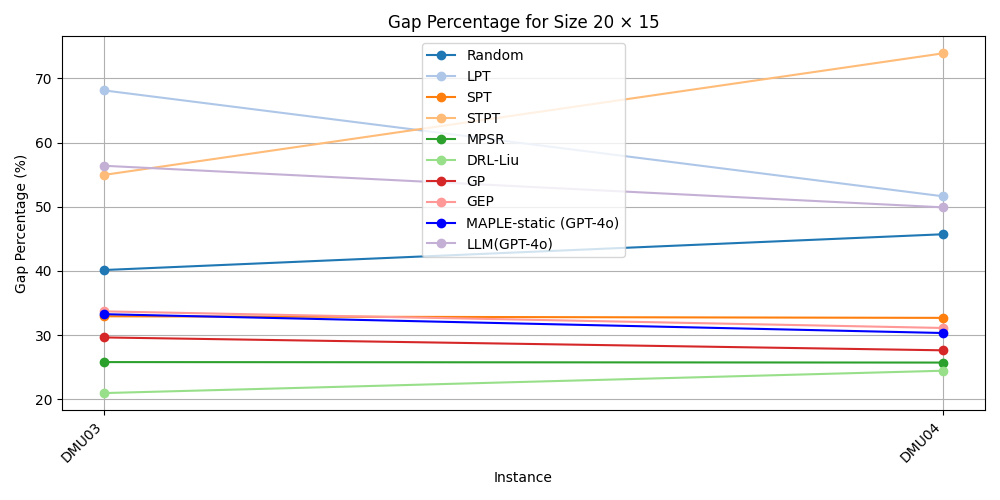 Gap Percentage for Size 20 × 15
Gap Percentage (%)
70
60
50
40
30
20
Random
LPT
SPT
STPT
MPSR
DRL-Liu
GP
GEP
MAPLE-static (GPT-4o)
LLM(GPT-4o)
DMU03
DMU04
Instance